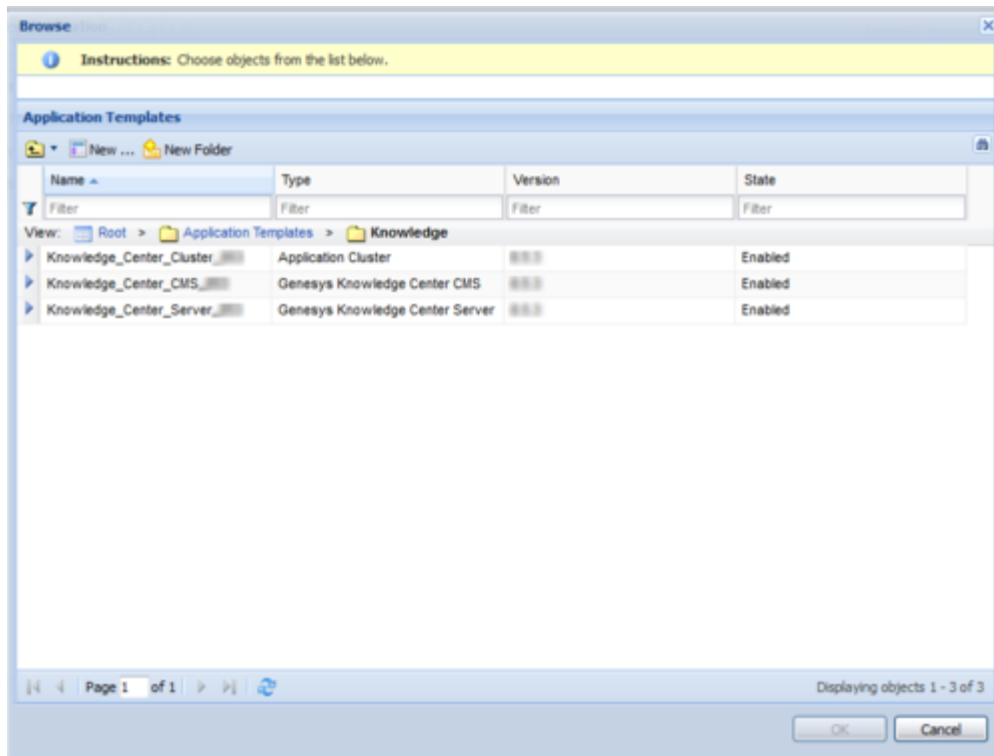 Browse
Instructions: Choose objects from the list below.
Application Templates
New ... New Folder
Name Type Version State
Filter Filter Filter Filter
View: Root > Application Templates > Knowledge
Knowledge_Center_Cluster_ Application Cluster Enabled
Knowledge_Center_CMS_ Genesys Knowledge Center CMS Enabled
Knowledge_Center_Server_ Genesys Knowledge Center Server Enabled
Page 1 of 1 Displaying objects 1 - 3 of 3
OK Cancel